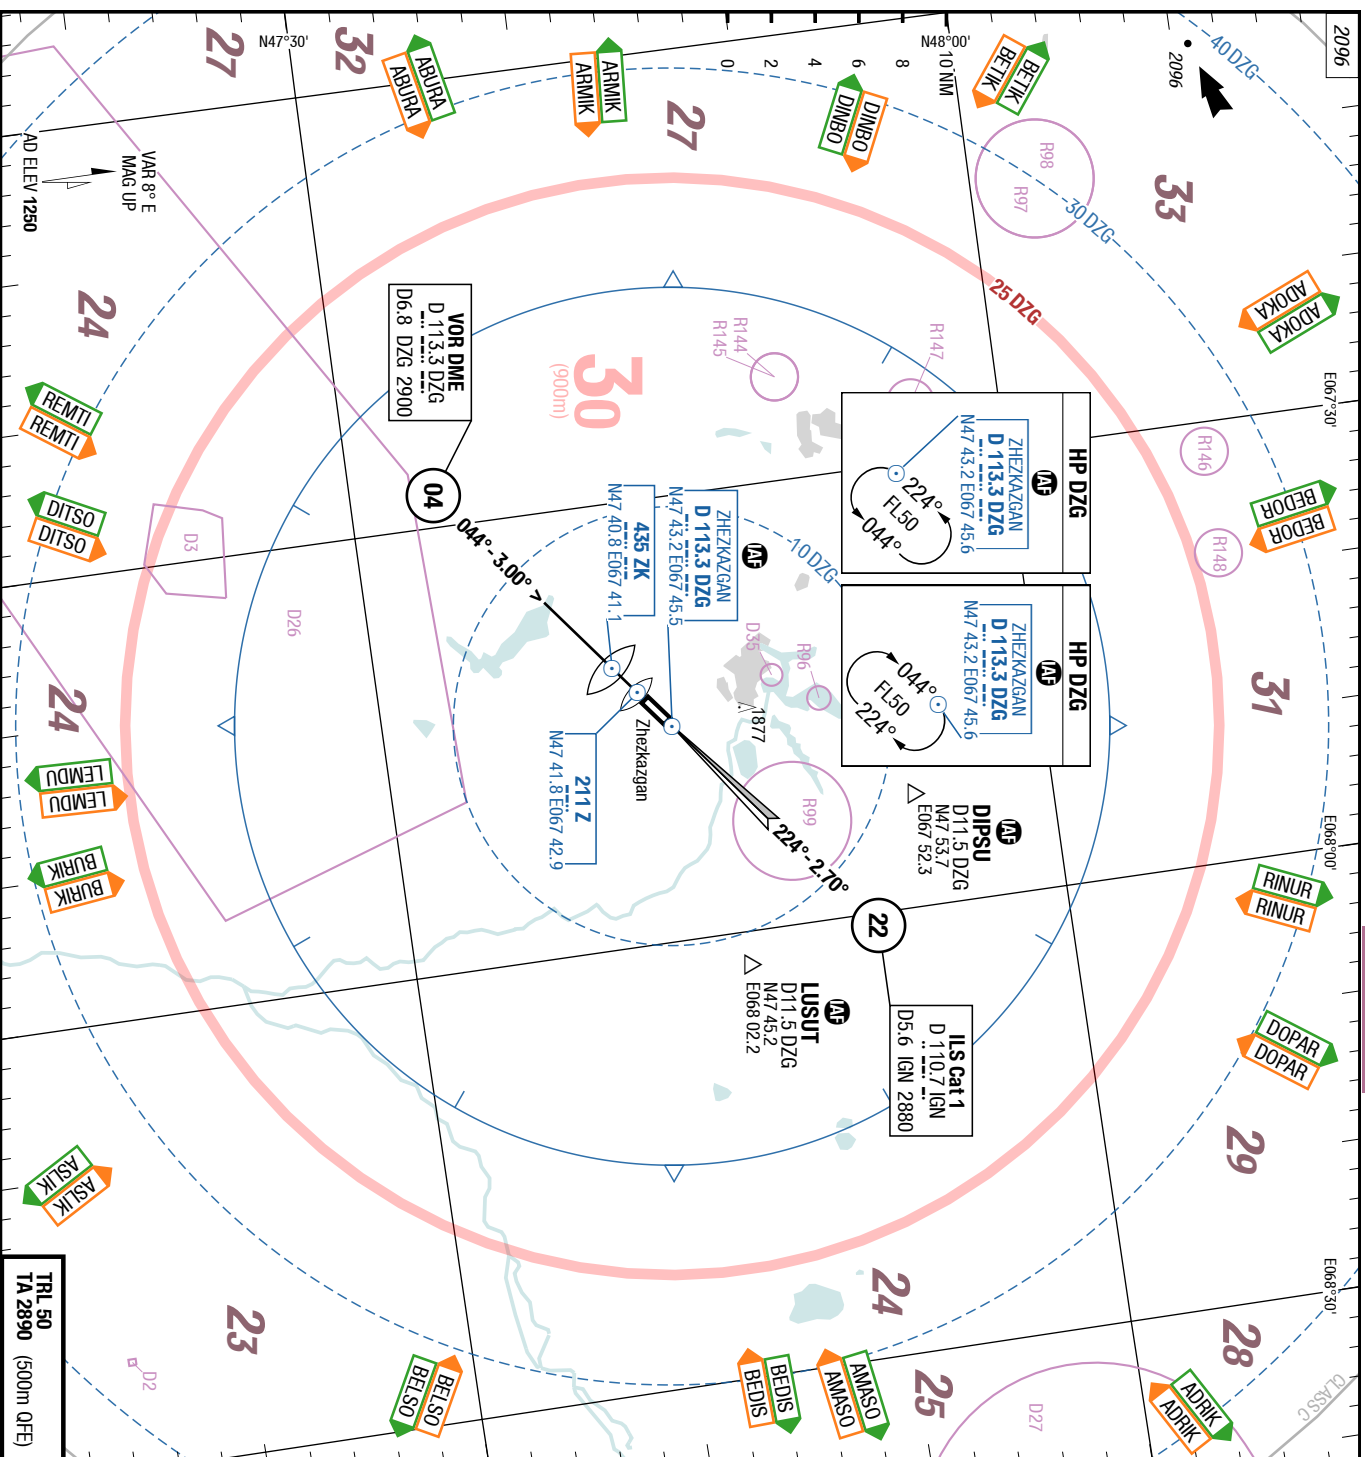 2096
40 DZG
2096
N48°00'
10 NM
8
6
4
2
0
N47°30'
BETIK
BETIK
DINBO
DINBO
ARMIK
ARMIK
ABURA
ABURA
32
27
27
33
R98
R97
30 DZG
VAR 8° E
MAG UP
AD ELEV 1250
25 DZG
ADOKA
ADOKA
E067°30'
24
R147
R144
R145
30
(900m)
VOR DME
D 113.3 DZG
D6.8 DZG 2900
04
044° - 3.00° >
REMTI
REMTI
DITSO
DITSO
D3
D26
R146
R148
BEDOR
BEDOR
HP DZG
IAF
ZHEZKAZGAN
D 113.3 DZG
N47 43.2 E067 45.6
224°
FL50
044°
HP DZG
IAF
ZHEZKAZGAN
D 113.3 DZG
N47 43.2 E067 45.6
044°
FL50
224°
IAF
ZHEZKAZGAN
D 113.3 DZG
N47 43.2 E067 45.5
435 ZK
N47 40.8 E067 41.1
10 DZG
D35
R96
1877
Zhezkazgan
211 Z
N47 41.8 E067 42.9
R99
224° - 2.70°
22
IAF
DIPSU
D11.5 DZG
N47 53.7
E067 52.3
IAF
LUSUT
D11.5 DZG
N47 45.2
E068 02.2
ILS Cat 1
D 110.7 IGN
D5.6 IGN 2880
31
24
LEMDU
LEMDU
BURIK
BURIK
E068°00'
RINUR
RINUR
DOPAR
DOPAR
29
ASLIK
ASLIK
24
23
28
25
E068°30'
CLASS C
D2
D27
BELSO
BELSO
BEDIS
BEDIS
AMASO
AMASO
ADRIK
ADRIK
TRL 50
TA 2890 (500m QFE)